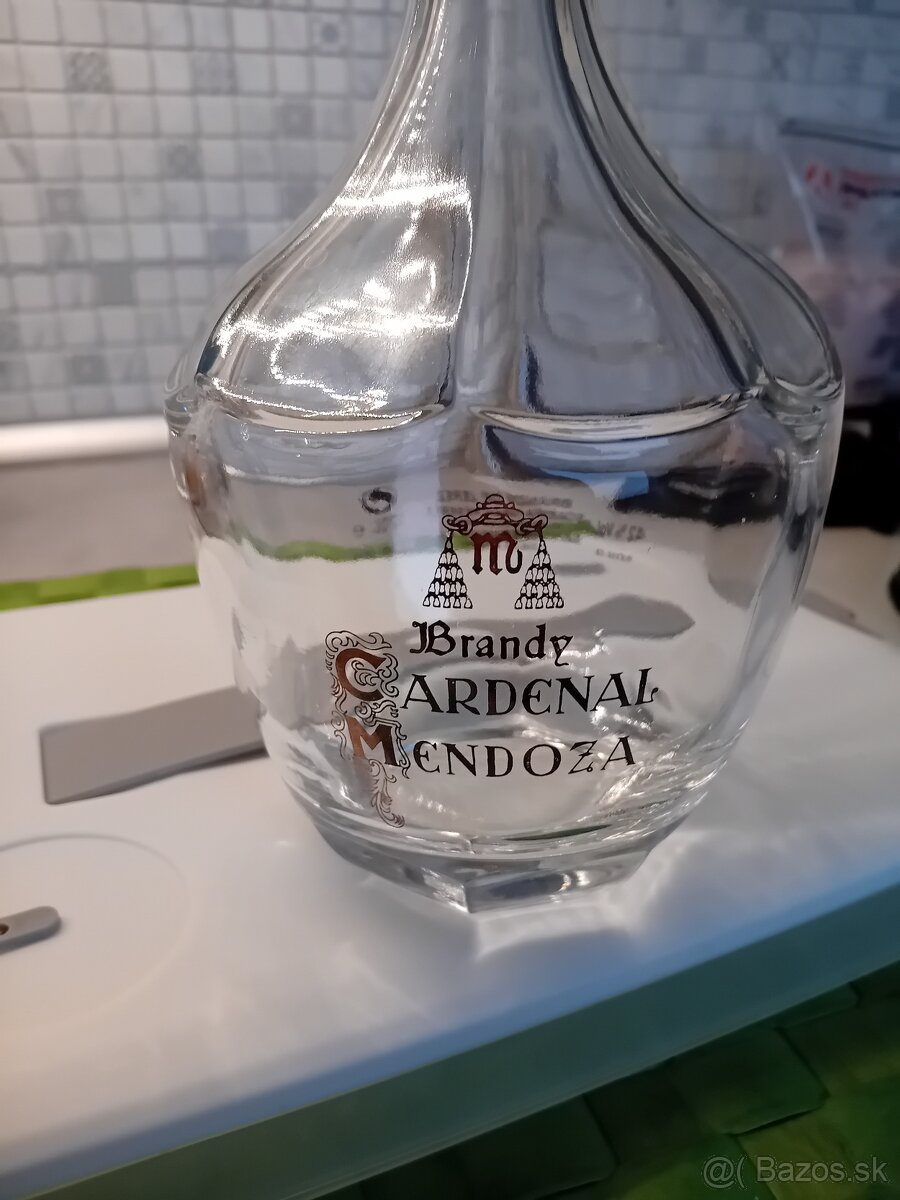 M
Brandy
CARDENAL
MENDOZA
@( Bazos.sk